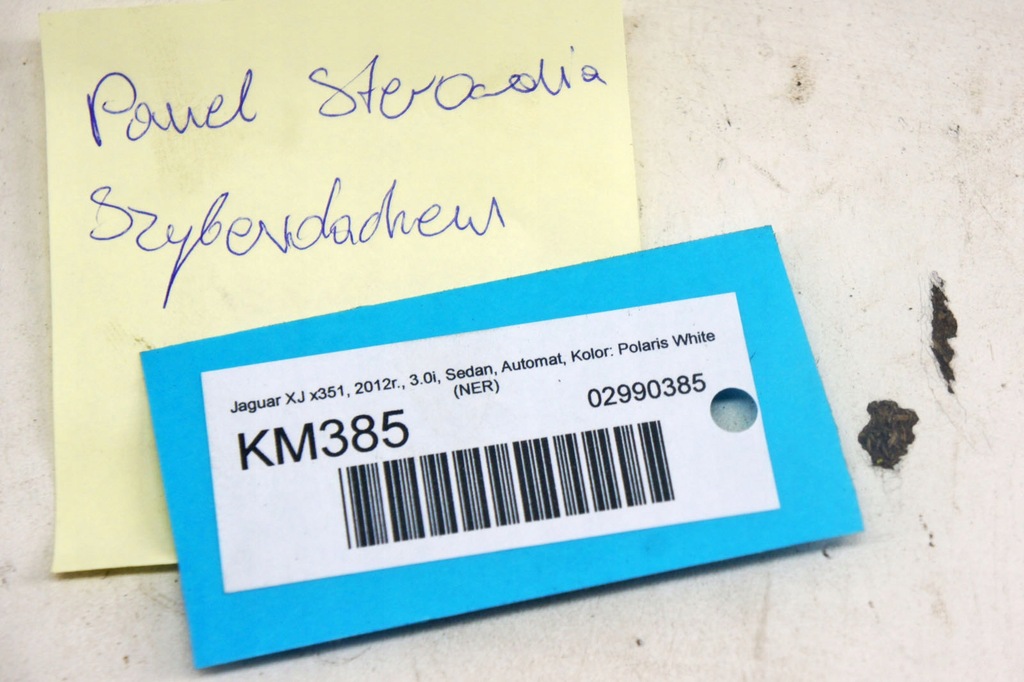 Panel Sterowania
Szyberdachem
Jaguar XJ x351, 2012r., 3.0i, Sedan, Automat, Kolor: Polaris White
(NER)
KM385
02990385